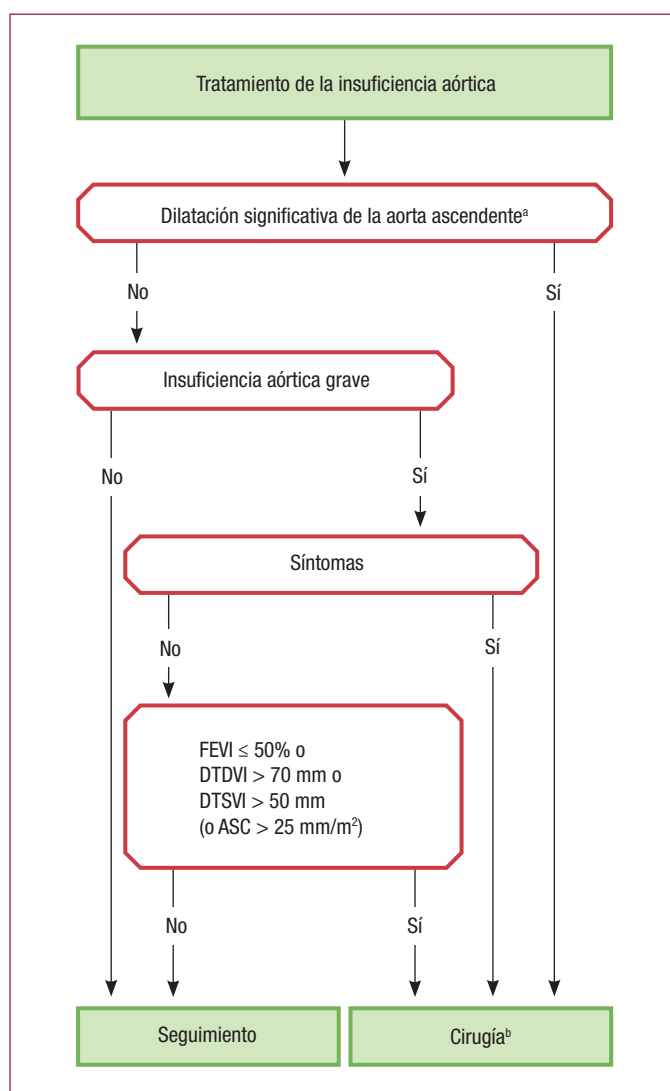 Tratamiento de la insuficiencia aórtica
Dilatación significativa de la aorta ascendenteᵃ
No
Sí
Insuficiencia aórtica grave
No
Sí
Síntomas
No
Sí
FEVI ≤ 50% o
DTDVI > 70 mm o
DTSVI > 50 mm
(o ASC > 25 mm/m²)
No
Sí
Seguimiento
Cirugíaᵇ